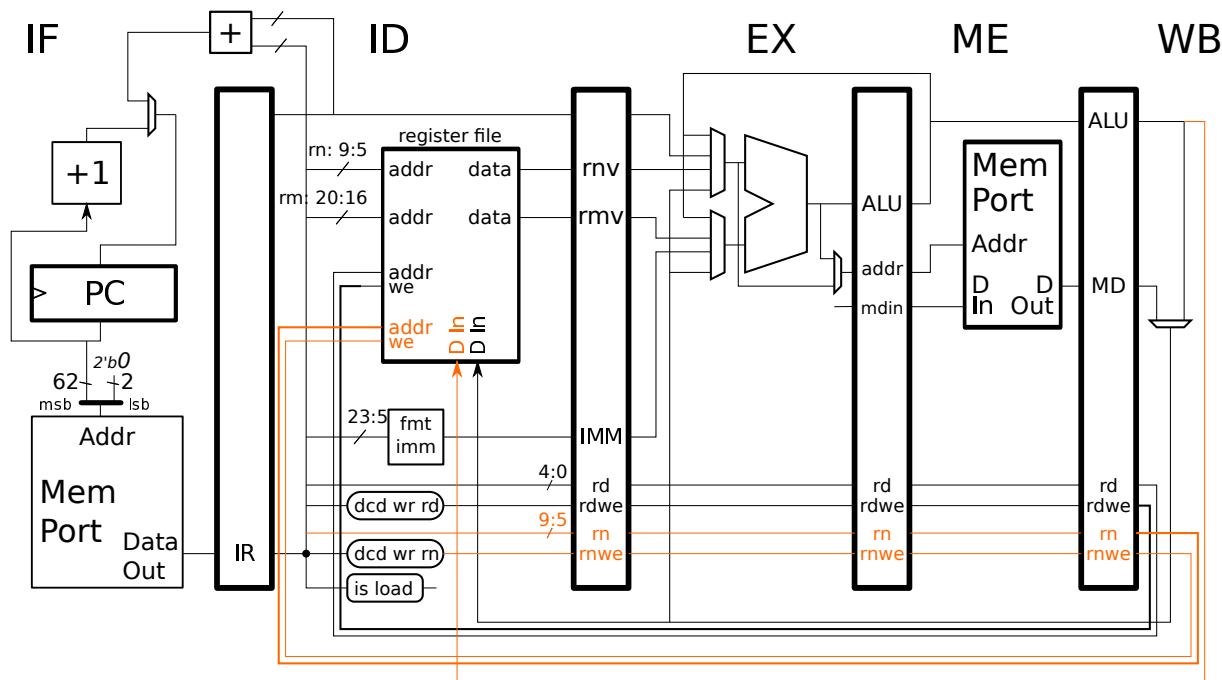 IF
ID
EX
ME
WB
+
+1
PC
2'b0
62
2
msb
lsb
Addr
Mem
Port
Data
Out
IR
register file
rn: 9:5
addr
data
rm: 20:16
addr
data
addr
we
addr
we
D In
D In
23:5
fmt
imm
4:0
dcd wr rd
9:5
dcd wr rn
is load
rnv
rmv
IMM
rd
rdwe
rn
rnwe
ALU
addr
mdin
rd
rdwe
rn
rnwe
Mem
Port
Addr
D
In
D
Out
ALU
MD
rd
rdwe
rn
rnwe